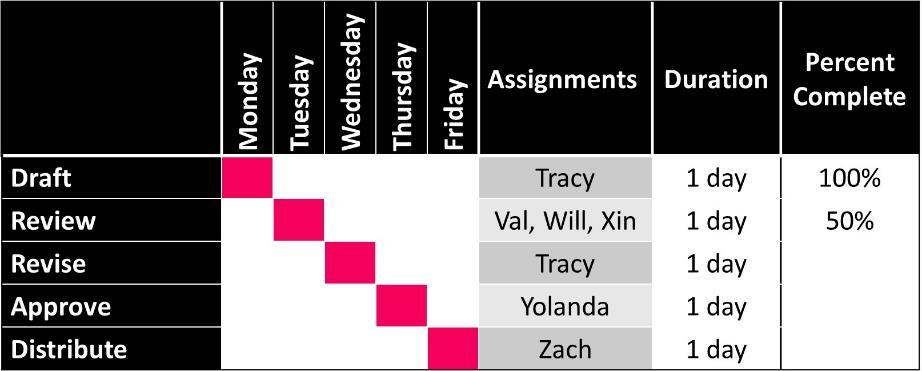 Monday Tuesday Wednesday Thursday Friday Assignments Duration Percent Complete
Draft Tracy 1 day 100%
Review Val, Will, Xin 1 day 50%
Revise Tracy 1 day
Approve Yolanda 1 day
Distribute Zach 1 day